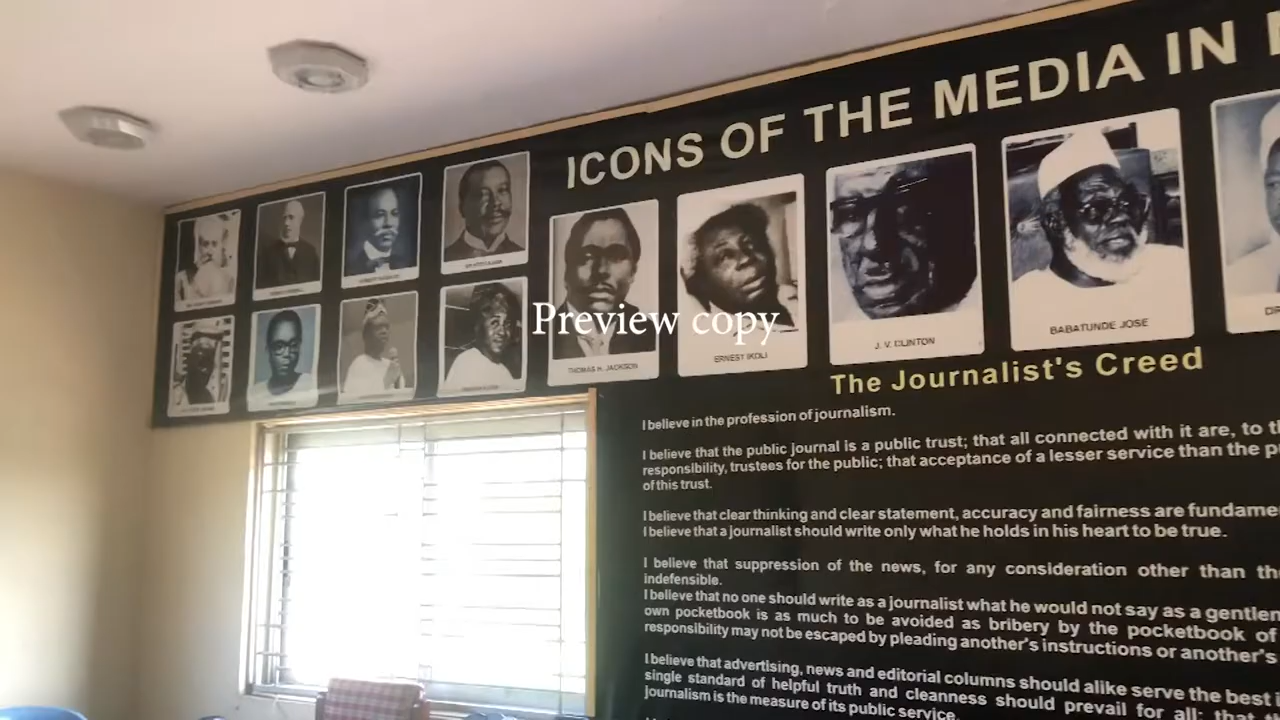 ICONS OF THE MEDIA IN
THOMAS H. JACKSON
ERNEST IKOLI
J. V. CLINTON
BABATUNDE JOSE
Preview copy
The Journalist's Creed
I believe in the profession of journalism.
I believe that the public journal is a public trust; that all connected with it are, to
responsibility, trustees for the public; that acceptance of a lesser service than the
of this trust.
I believe that clear thinking and clear statement, accuracy and fairness are
I believe that a journalist should write only what he holds in his heart to be true.
I believe that suppression of the news, for any consideration other than
indefensible.
I believe that no one should write as a journalist what he would not say as a
own pocketbook is as much to be avoided as bribery by the pocketbook of
responsibility may not be escaped by pleading another's instructions or another's
I believe that advertising, news and editorial columns should alike serve the best
single standard of helpful truth and cleanness should prevail for all; that
journalism is the measure of its public service.